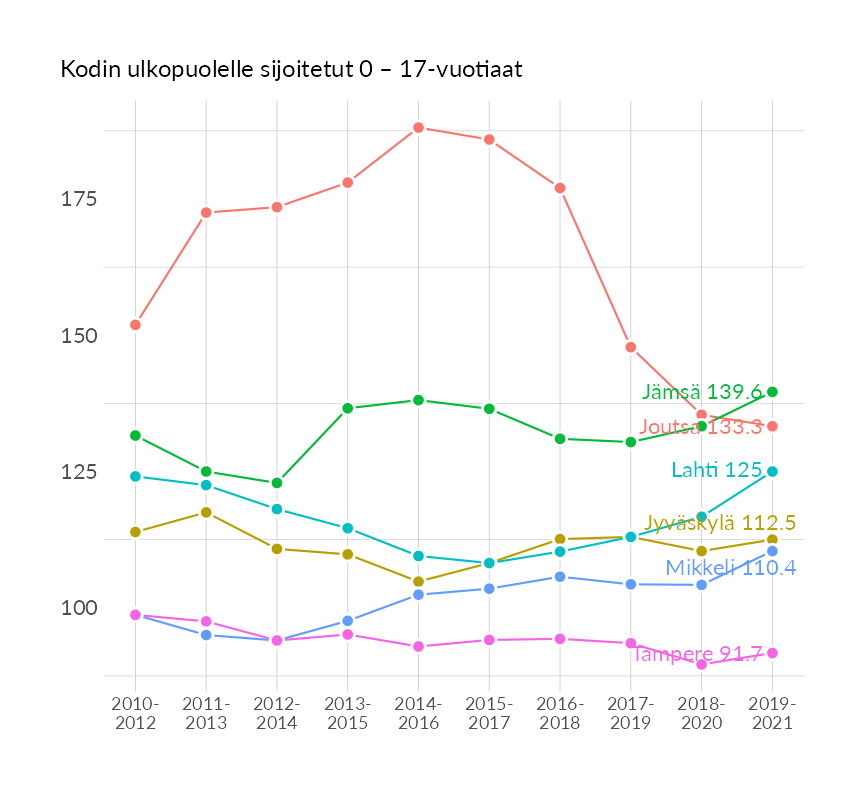 Kodin ulkopuolelle sijoitetut 0 – 17-vuotiaat
175
150
125
100
Jämsä 139.6
Joutsa 133.3
Lahti 125
Jyväskylä 112.5
Mikkeli 110.4
Tampere 91.7
2010- 2011- 2012- 2013- 2014- 2015- 2016- 2017- 2018- 2019-
2012 2013 2014 2015 2016 2017 2018 2019 2020 2021